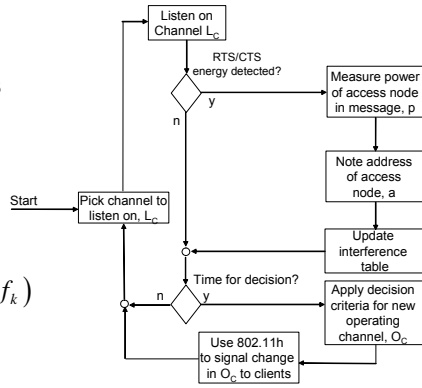 Listen on
Channel L_C
RTS/CTS
energy detected?
y
n
Measure power
of access node
in message, p
Note address
of access
node, a
Start
Pick channel to
listen on, L_C
Update
interference
table
Time for decision?
n
y
f_k)
Apply decision
criteria for new
operating
channel, O_C
Use 802.11h
to signal change
in O_C to clients